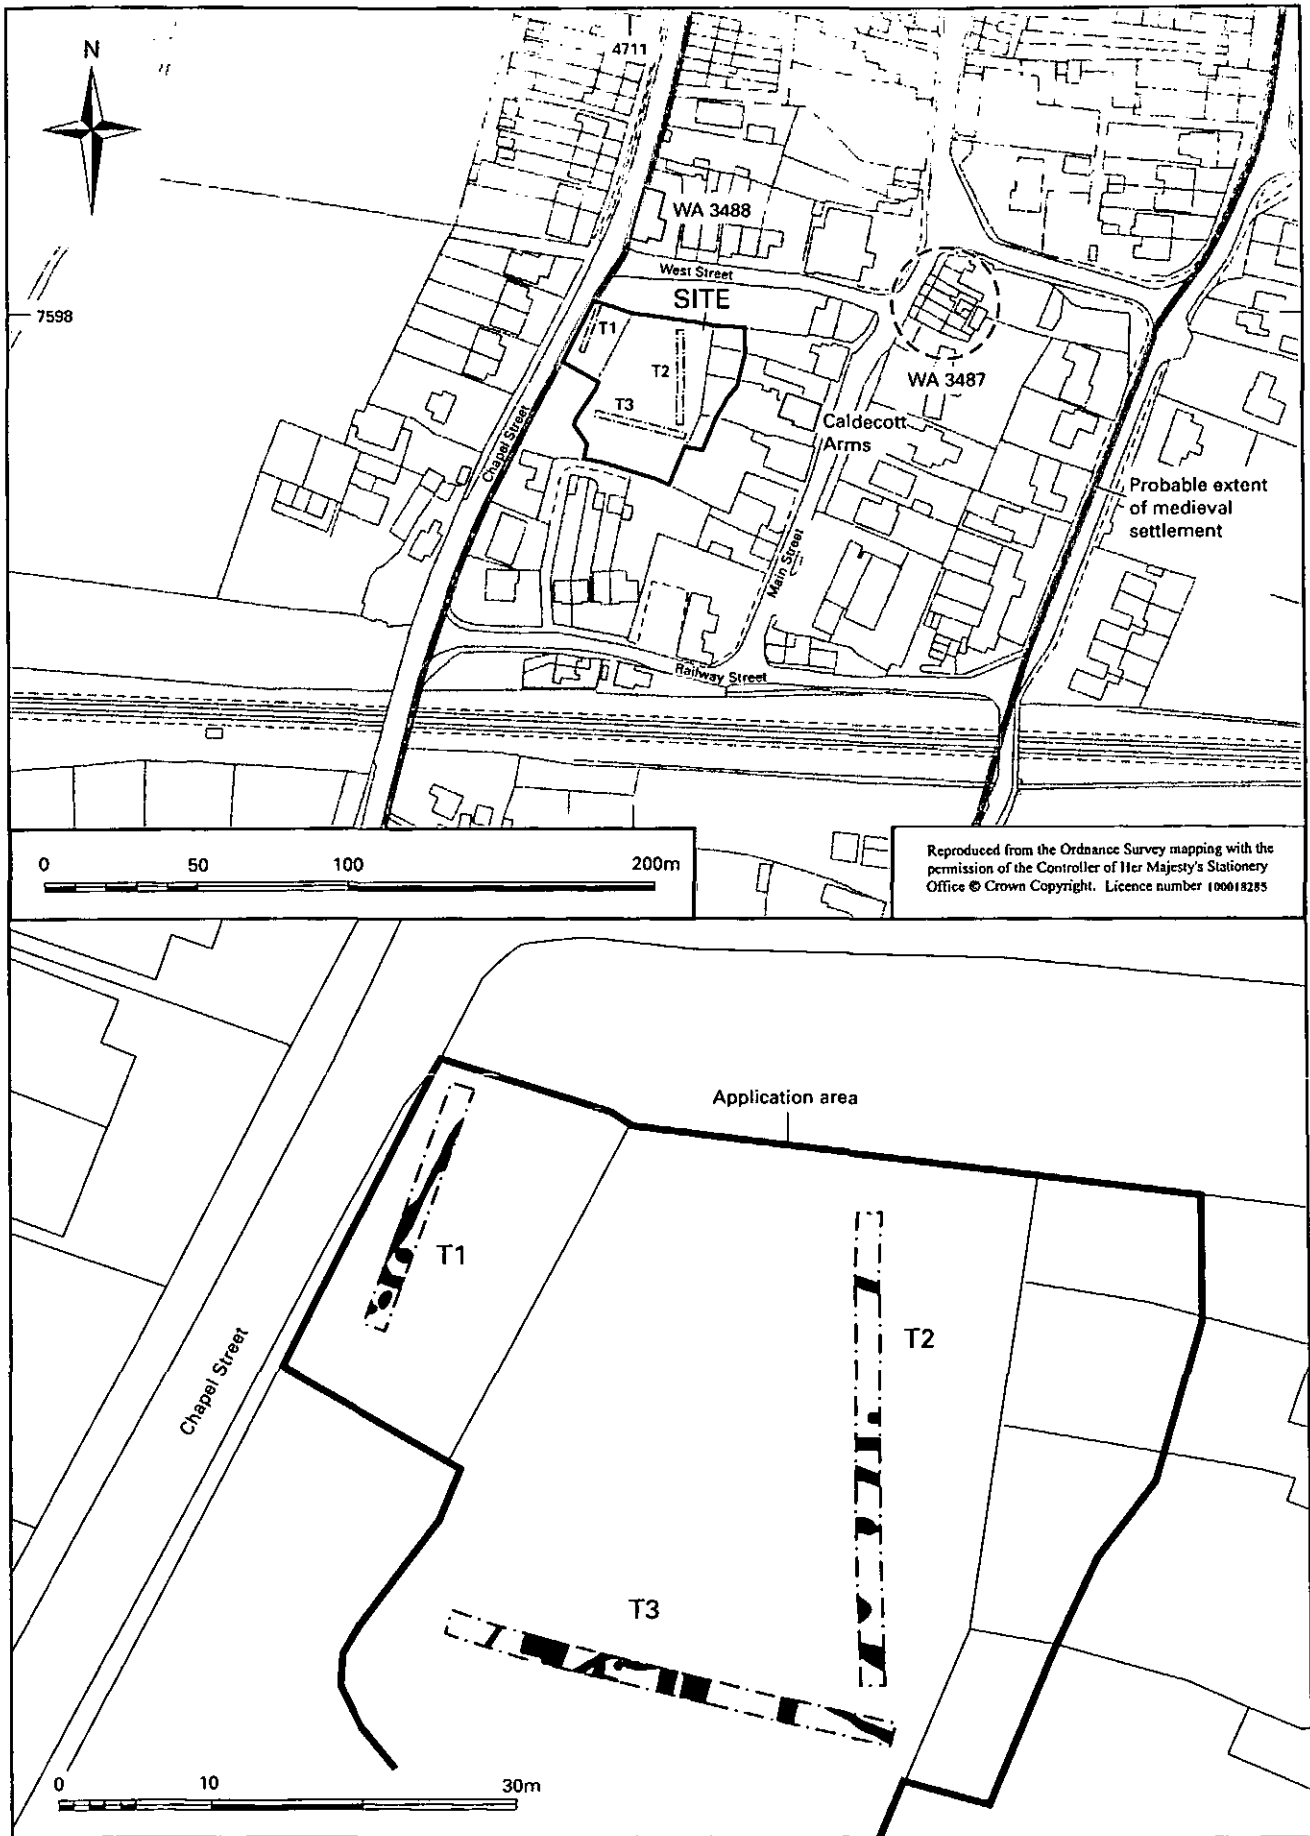 N
4711
WA 3488
West Street
SITE
7598
T1
T2
T3
WA 3487
Caldecott
Arms
Chapel Street
Probable extent
of medieval
settlement
Main Street
Railway Street
0 50 100 200m
Reproduced from the Ordnance Survey mapping with the
permission of the Controller of Her Majesty's Stationery
Office © Crown Copyright. Licence number 100018285
Application area
T1
T2
Chapel Street
T3
0 10 30m